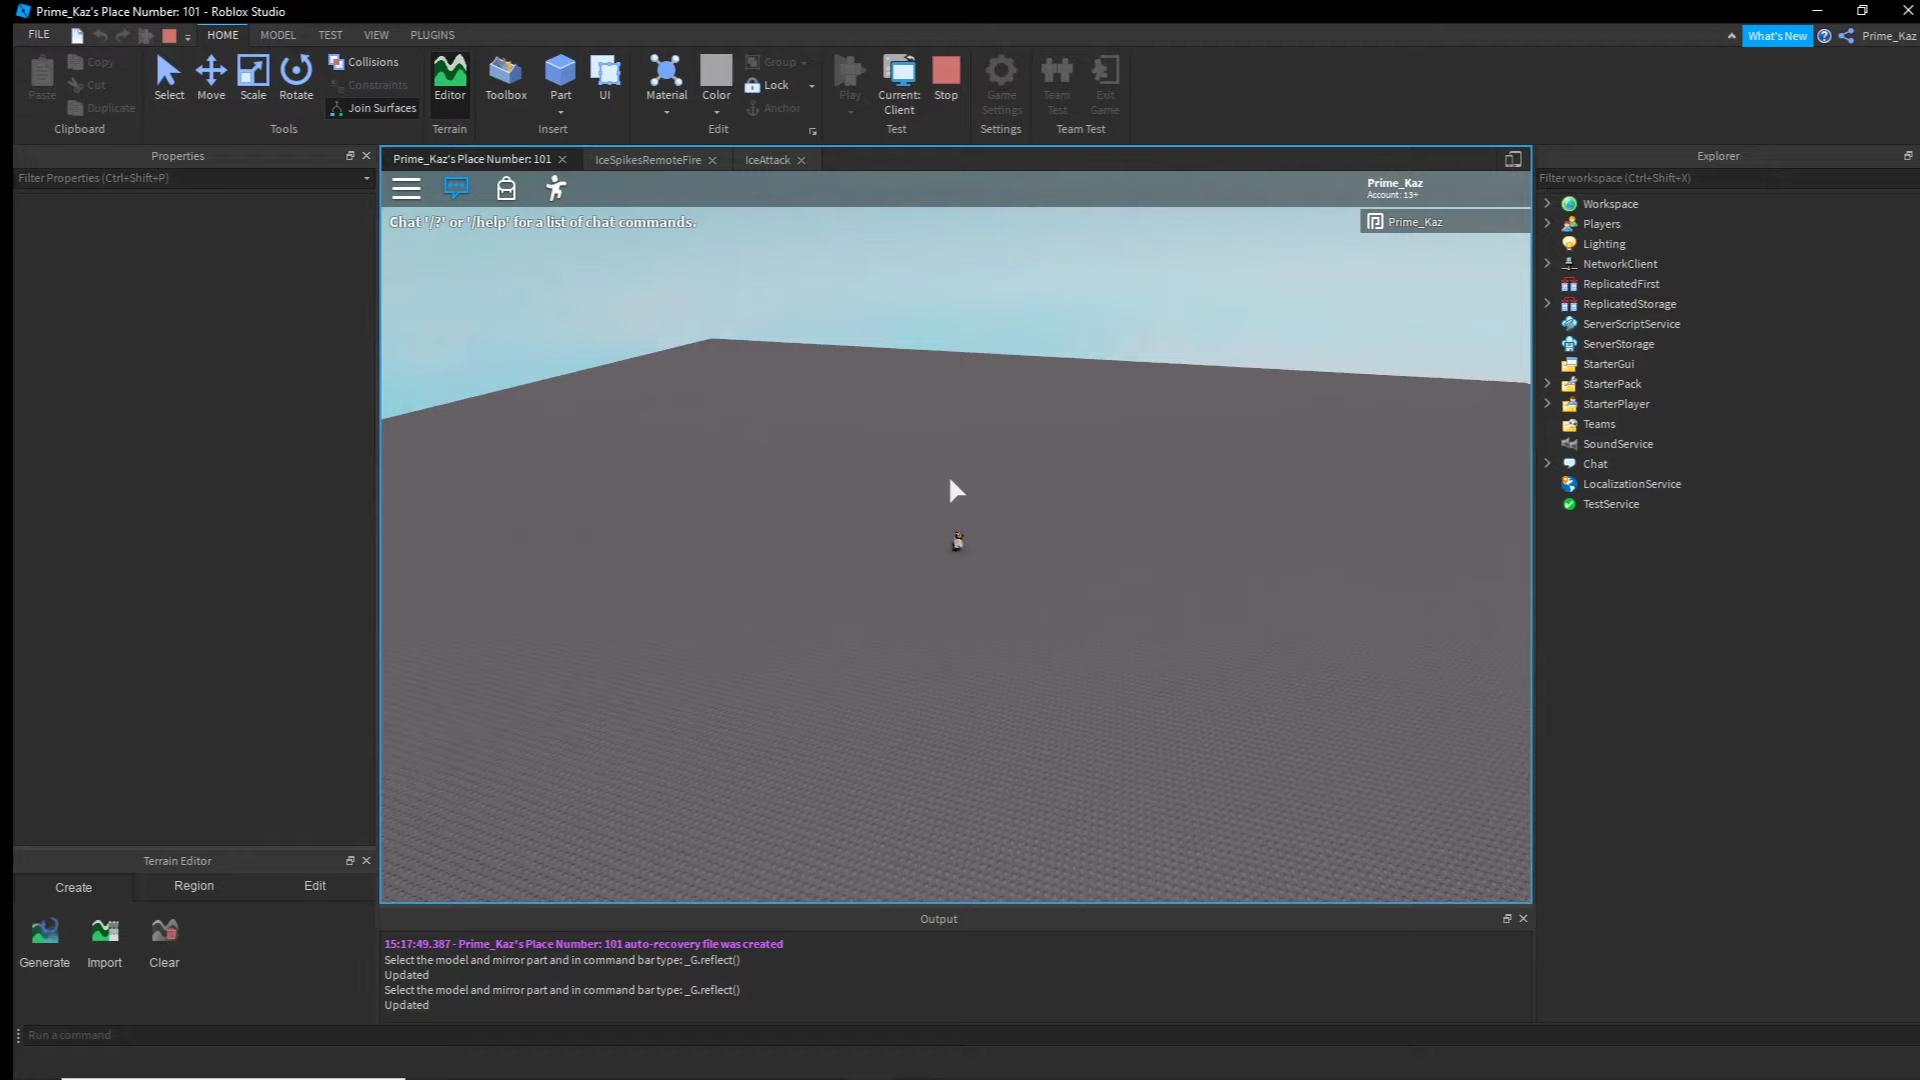 Prime_Kaz's Place Number: 101 - Roblox Studio
FILE
HOME
MODEL
TEST
VIEW
PLUGINS
What's New
Prime_Kaz
Paste
Copy
Cut
Duplicate
Clipboard
Select
Move
Scale
Rotate
Collisions
Constraints
Join Surfaces
Tools
Editor
Terrain
Toolbox
Part
UI
Insert
Material
Color
Group
Lock
Anchor
Edit
Play
Current:
Client
Stop
Test
Game
Settings
Settings
Team
Test
Exit
Game
Team Test
Properties
Filter Properties (Ctrl+Shift+P)
Prime_Kaz's Place Number: 101
IceSpikesRemoteFire
IceAttack
Prime_Kaz
Account: 13+
Chat '/?' or '/help' for a list of chat commands.
Prime_Kaz
Explorer
Filter workspace (Ctrl+Shift+X)
Workspace
Players
Lighting
NetworkClient
ReplicatedFirst
ReplicatedStorage
ServerScriptService
ServerStorage
StarterGui
StarterPack
StarterPlayer
Teams
SoundService
Chat
LocalizationService
TestService
Terrain Editor
Create
Region
Edit
Generate
Import
Clear
Output
15:17:49.387 - Prime_Kaz's Place Number: 101 auto-recovery file was created
Select the model and mirror part and in command bar type: _G.reflect()
Updated
Select the model and mirror part and in command bar type: _G.reflect()
Updated
Run a command